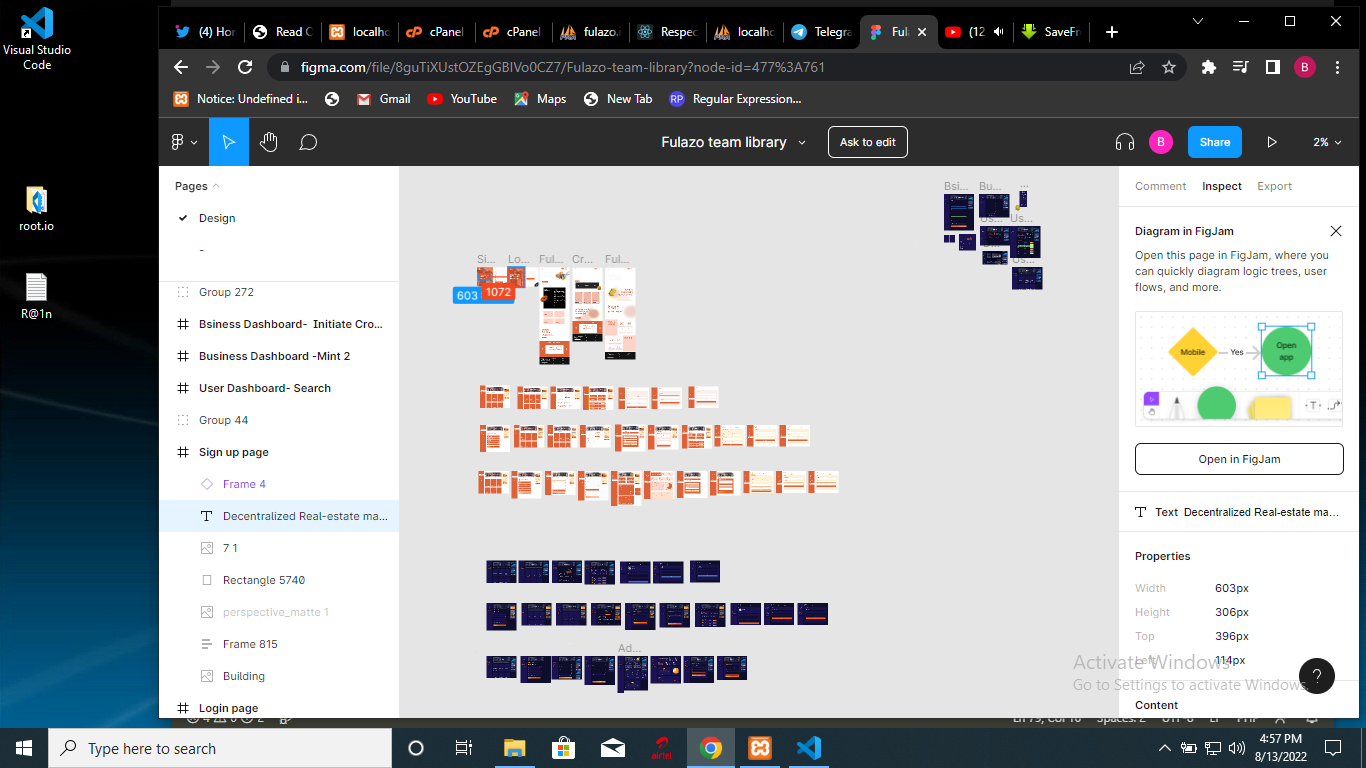 Visual Studio
Code
root.io
R@1n
(4) Hor
Read C
localho
cPanel
cPanel
fulazo.i
Respec
localho
Telegra
Ful
(12
SaveFr
figma.com/file/8guTiXUstOZEgGBlVo0CZ7/Fulazo-team-library?node-id=477%3A761
B
Notice: Undefined i...
Gmail
YouTube
Maps
New Tab
RP
Regular Expression...
Fulazo team library
Ask to edit
B
Share
2%
Pages
Design
-
Group 272
Bsiness Dashboard- Initiate Cro...
Business Dashboard -Mint 2
User Dashboard- Search
Group 44
Sign up page
Frame 4
Decentralized Real-estate ma...
7 1
Rectangle 5740
perspective_matte 1
Frame 815
Building
Login page
Bsi...
Bu...
...
Us...
Us...
Us...
Si...
Lo...
Ful...
Cr...
Ful...
603
1072
Ad...
Comment
Inspect
Export
Diagram in FigJam
Open this page in FigJam, where you
can quickly diagram logic trees, user
flows, and more.
Mobile
Yes
Open
app
T
Open in FigJam
Text Decentralized Real-estate ma...
Properties
Width 603px
Height 306px
Top 396px
Left 114px
Content
Activate Windows
Go to Settings to activate Windows.
?
Type here to search
airtel
4:57 PM
8/13/2022